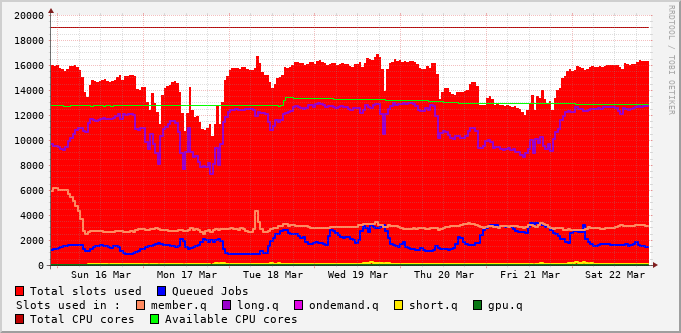 20000
18000
16000
14000
12000
10000
8000
6000
4000
2000
0
Sun 16 Mar Mon 17 Mar Tue 18 Mar Wed 19 Mar Thu 20 Mar Fri 21 Mar Sat 22 Mar
RRDTOOL / TOBI OETIKER
Total slots used Queued Jobs
Slots used in : member.q long.q ondemand.q short.q gpu.q
Total CPU cores Available CPU cores